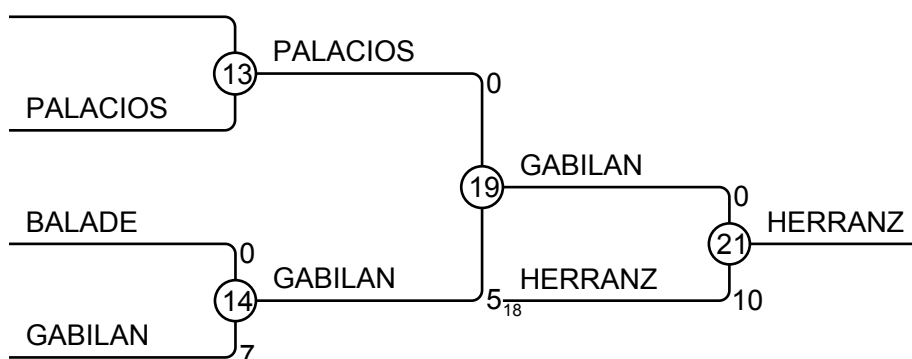 PALACIOS
13
0
PALACIOS
GABILAN
19
0
BALADE
HERRANZ
0
21
GABILAN
HERRANZ
14
5
18
10
GABILAN
7